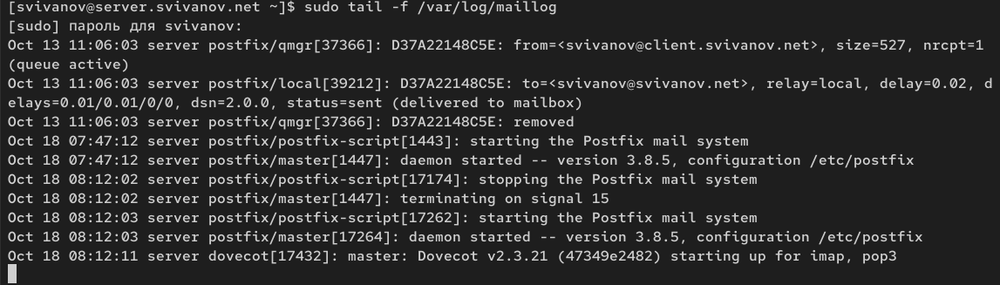 [svivanov@server.svivanov.net ~]$ sudo tail -f /var/log/maillog
[sudo] пароль для svivanov:
Oct 13 11:06:03 server postfix/qmgr[37366]: D37A22148C5E: from=<svivanov@client.svivanov.net>, size=527, nrcpt=1
(queue active)
Oct 13 11:06:03 server postfix/local[39212]: D37A22148C5E: to=<svivanov@svivanov.net>, relay=local, delay=0.02, d
elays=0.01/0.01/0/0, dsn=2.0.0, status=sent (delivered to mailbox)
Oct 13 11:06:03 server postfix/qmgr[37366]: D37A22148C5E: removed
Oct 18 07:47:12 server postfix/postfix-script[1443]: starting the Postfix mail system
Oct 18 07:47:12 server postfix/master[1447]: daemon started -- version 3.8.5, configuration /etc/postfix
Oct 18 08:12:02 server postfix/postfix-script[17174]: stopping the Postfix mail system
Oct 18 08:12:02 server postfix/master[1447]: terminating on signal 15
Oct 18 08:12:03 server postfix/postfix-script[17262]: starting the Postfix mail system
Oct 18 08:12:03 server postfix/master[17264]: daemon started -- version 3.8.5, configuration /etc/postfix
Oct 18 08:12:11 server dovecot[17432]: master: Dovecot v2.3.21 (47349e2482) starting up for imap, pop3